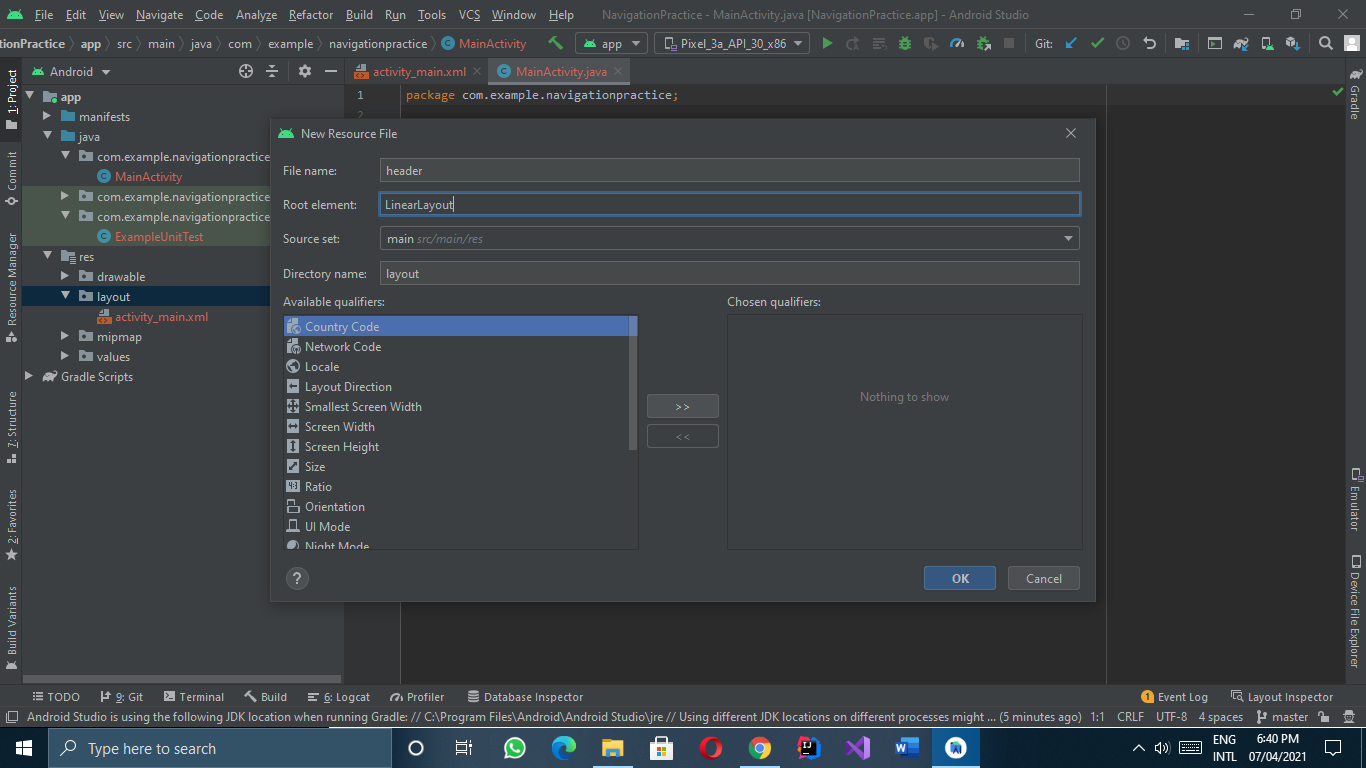 File Edit View Navigate Code Analyze Refactor Build Run Tools VCS Window Help NavigationPractice - MainActivity.java [NavigationPractice.app] - Android Studio
tionPractice app src main java com example navigationpractice MainActivity app Pixel_3a_API_30_x86 Git:
Android activity_main.xml MainActivity.java
1: Project
Commit
Resource Manager
7: Structure
2: Favorites
Build Variants
app
manifests
java
com.example.navigationpractice
MainActivity
com.example.navigationpractice
com.example.navigationpractice
ExampleUnitTest
res
drawable
layout
activity_main.xml
mipmap
values
Gradle Scripts
1 package com.example.navigationpractice;
2
New Resource File
File name: header
Root element: LinearLayout
Source set: main src/main/res
Directory name: layout
Available qualifiers: Chosen qualifiers:
Country Code
Network Code
Locale
Layout Direction
Smallest Screen Width
Screen Width
Screen Height
Size
Ratio
Orientation
UI Mode
Night Mode
>>
<<
Nothing to show
? OK Cancel
Gradle
Emulator
Device File Explorer
TODO 9: Git Terminal Build 6: Logcat Profiler Database Inspector 1 Event Log Layout Inspector
Android Studio is using the following JDK location when running Gradle: // C:\Program Files\Android\Android Studio\jre // Using different JDK locations on different processes might ... (5 minutes ago) 1:1 CRLF UTF-8 4 spaces master
Type here to search ENG 6:40 PM
INTL 07/04/2021